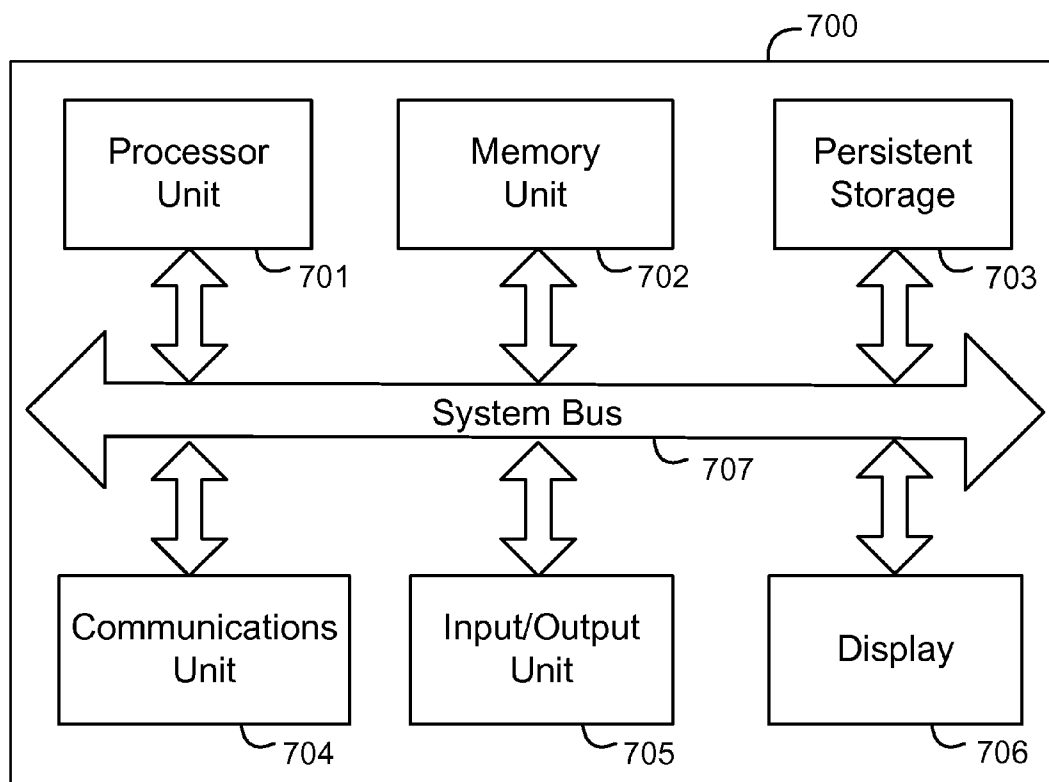 700
Processor
Unit
701
Memory
Unit
702
Persistent
Storage
703
System Bus
707
Communications
Unit
704
Input/Output
Unit
705
Display
706